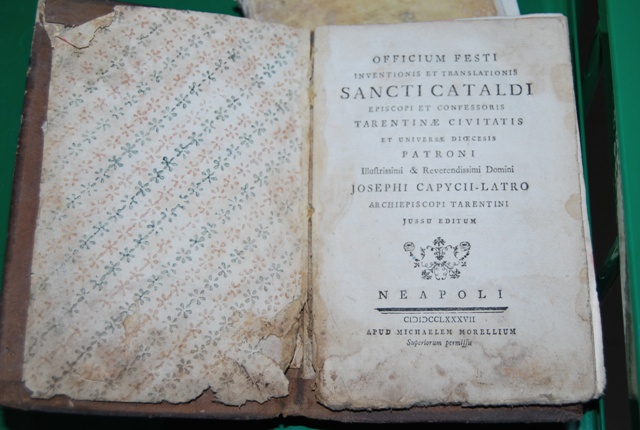 OFFICIUM FESTI
INVENTIONIS ET TRANSLATIONIS
SANCTI CATALDI
EPISCOPI ET CONFESSORIS
TARENTINÆ CIVITATIS
ET UNIVERSÆ DIŒCESIS
PATRONI
Illuſtriſſimi & Reverendiſſimi Domini
JOSEPHI CAPYCII-LATRO
ARCHIEPISCOPI TARENTINI
JUSSU EDITUM
NEAPOLI
CIƆIƆCCLXXXVII
APUD MICHAELEM MORELLIUM
Superiorum permiſſu